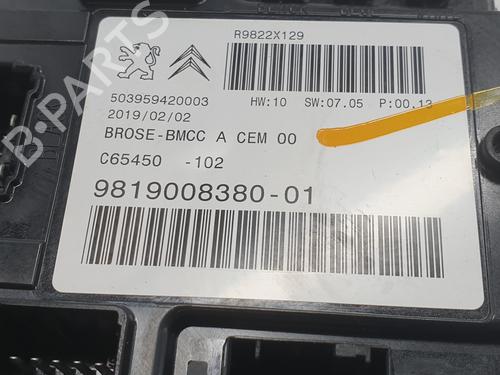 R9822X129
503959420003
HW:10 SW:07.05 P:00.13
2019/02/02
BROSE-BMCC A CEM 00
C65450 -102
9819008380-01